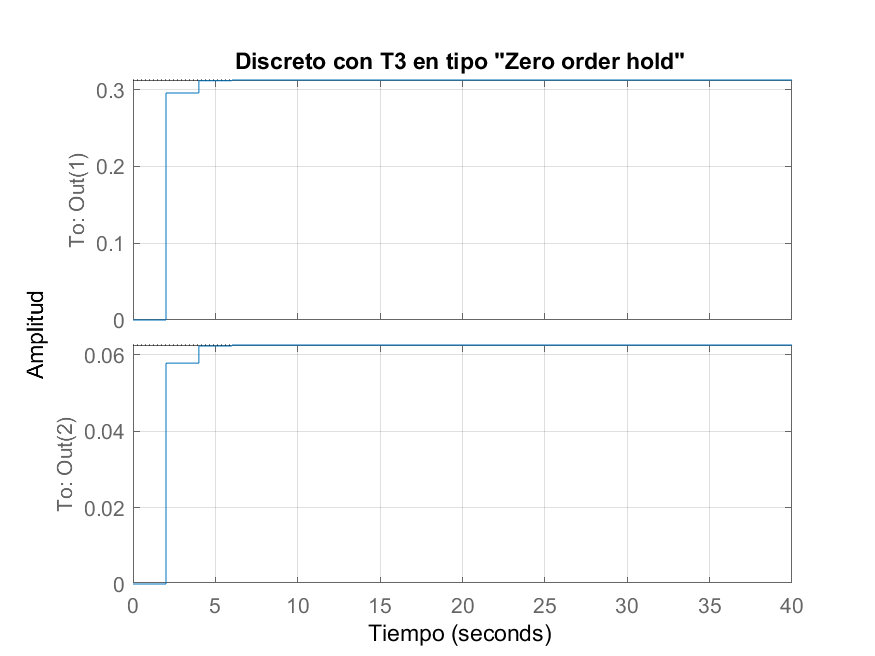 Discreto con T3 en tipo "Zero order hold"
Amplitud
To: Out(1)
0.3
0.2
0.1
0
To: Out(2)
0.06
0.04
0.02
0
0 5 10 15 20 25 30 35 40
Tiempo (seconds)